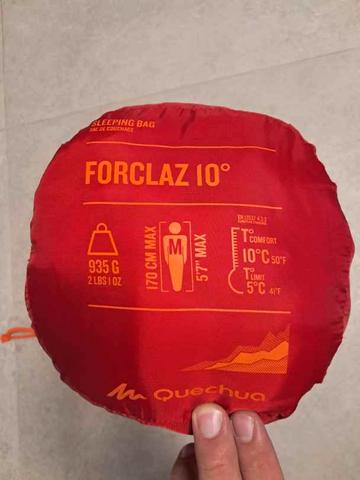 SLEEPING BAG
SAC DE COUCHAGE
FORCLAZ 10°
935 G
2 LBS 1 OZ
170 CM MAX
M
5'7" MAX
T° COMFORT
10°C 50°F
T° LIMIT
5°C 41°F
Quechua